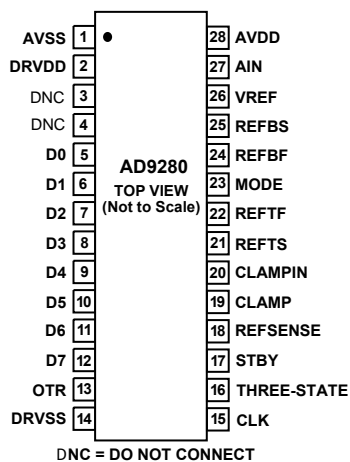 AVSS 1
DRVDD 2
DNC 3
DNC 4
D0 5
D1 6
D2 7
D3 8
D4 9
D5 10
D6 11
D7 12
OTR 13
DRVSS 14
AD9280
TOP VIEW
(Not to Scale)
28 AVDD
27 AIN
26 VREF
25 REFBS
24 REFBF
23 MODE
22 REFTF
21 REFTS
20 CLAMPIN
19 CLAMP
18 REFSENSE
17 STBY
16 THREE-STATE
15 CLK
DNC = DO NOT CONNECT